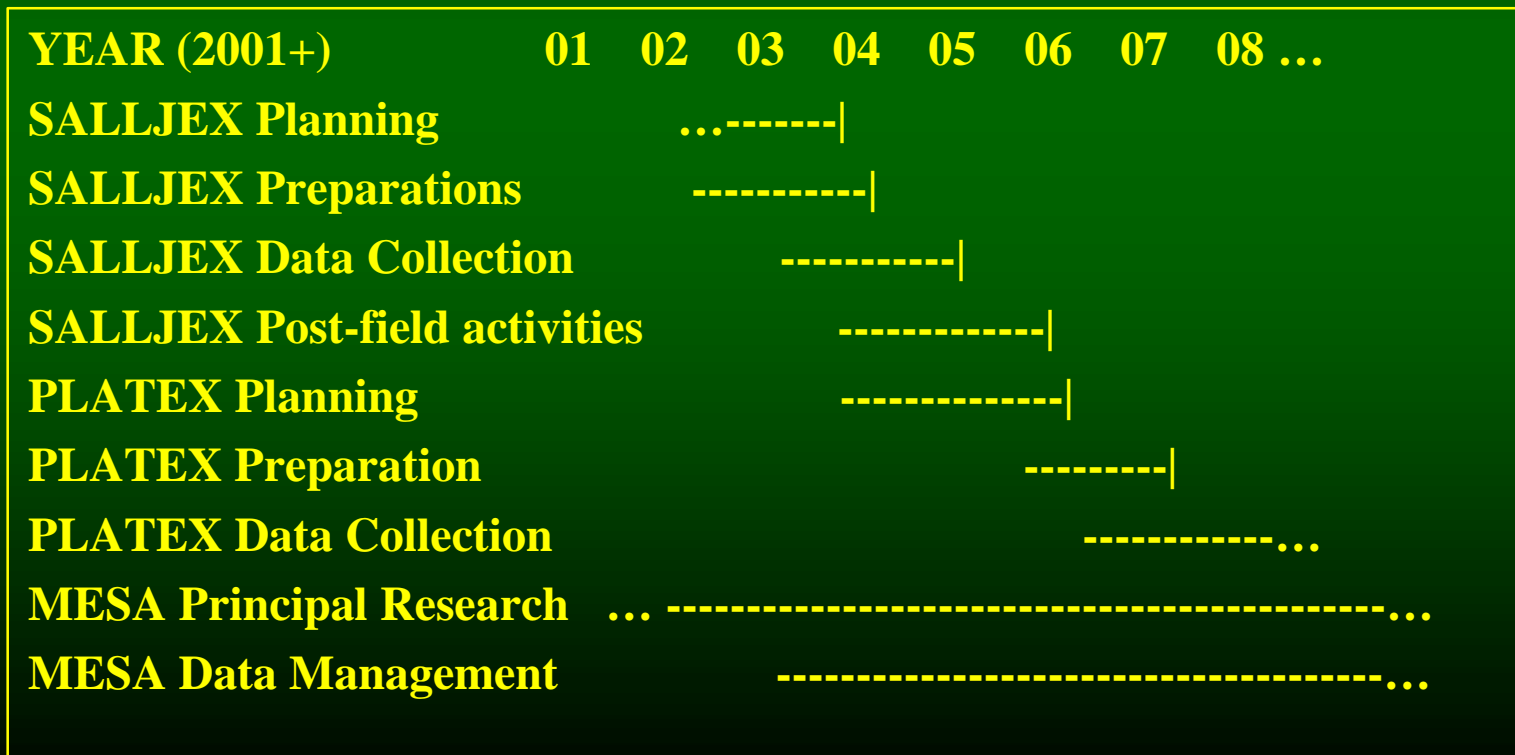 YEAR (2001+) 01 02 03 04 05 06 07 08 …
SALLJEX Planning …-------|
SALLJEX Preparations -----------|
SALLJEX Data Collection -----------|
SALLJEX Post-field activities -------------|
PLATEX Planning --------------|
PLATEX Preparation ---------|
PLATEX Data Collection ------------…
MESA Principal Research … ---------------------------------------------…
MESA Data Management --------------------------------------…